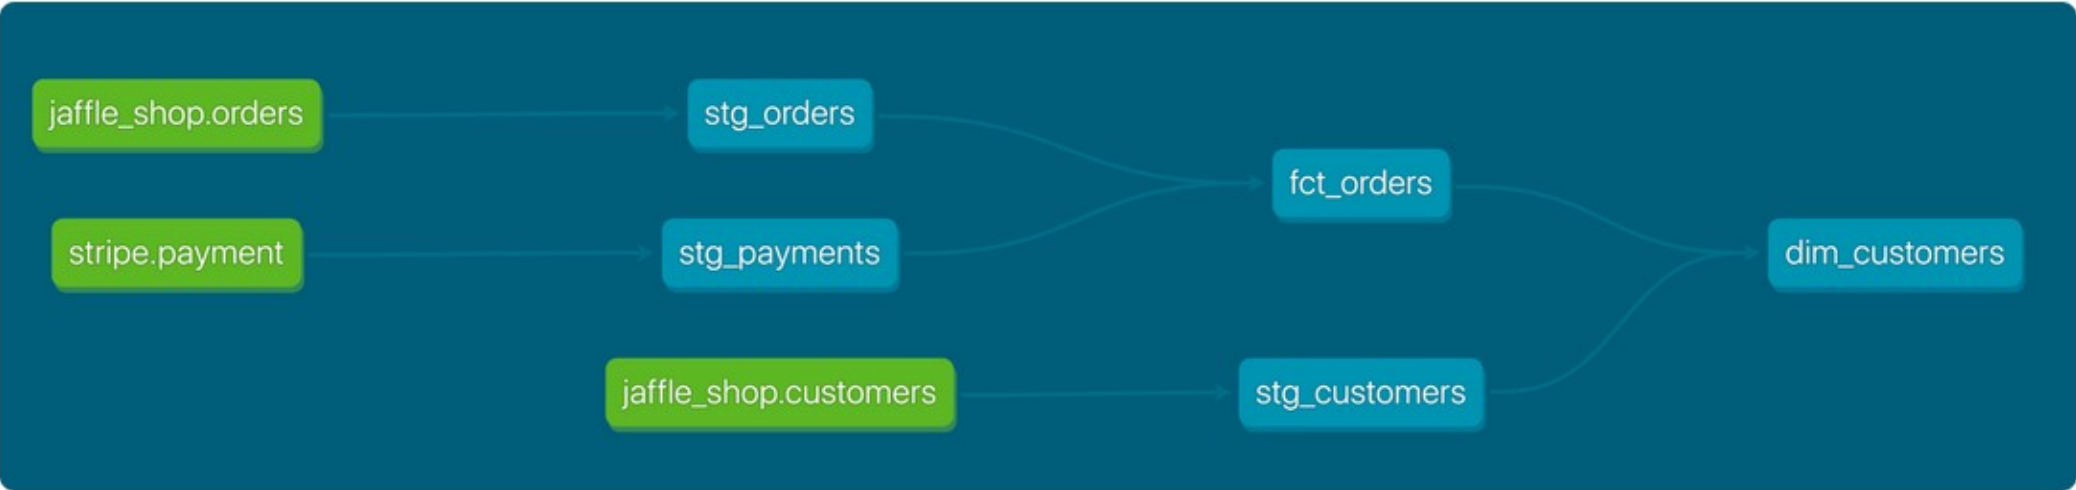 jaffle_shop.orders
stg_orders
fct_orders
stripe.payment
stg_payments
dim_customers
jaffle_shop.customers
stg_customers